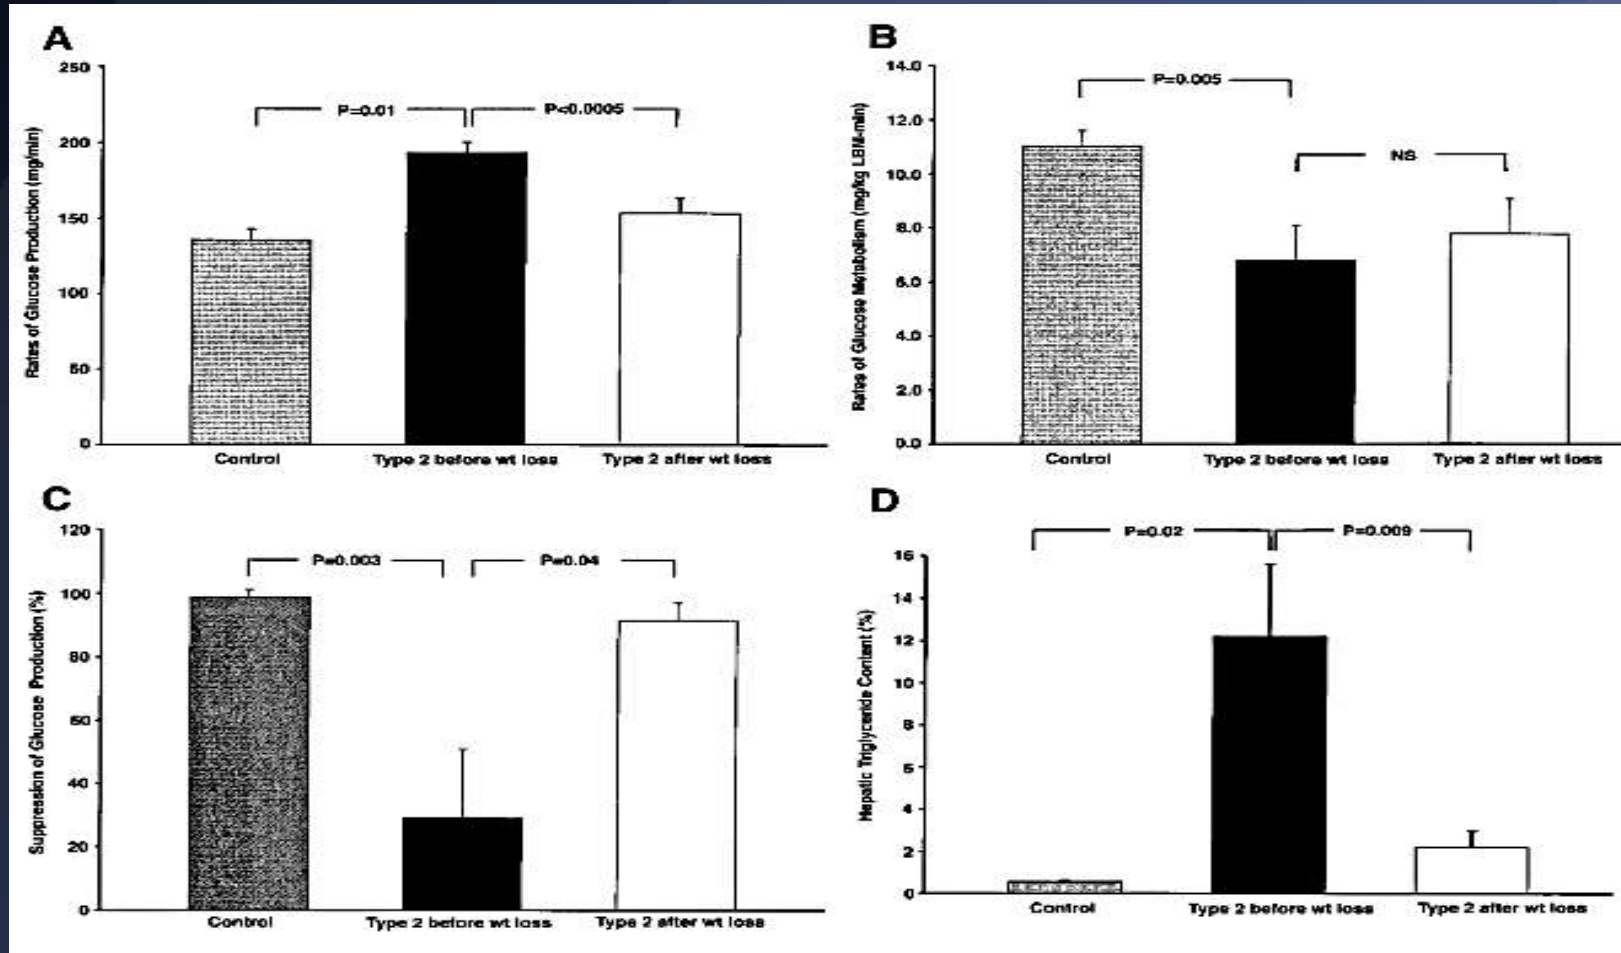 A
Rates of Glucose Production (mg/min)
250
200
150
100
50
0
P=0.01
P<0.0005
Control
Type 2 before wt loss
Type 2 after wt loss
B
Rates of Glucose Metabolism (mg/kg LBM-min)
14.0
12.0
10.0
8.0
6.0
4.0
2.0
0.0
P=0.005
NS
Control
Type 2 before wt loss
Type 2 after wt loss
C
Suppression of Glucose Production (%)
120
100
80
60
40
20
0
P=0.003
P=0.04
Control
Type 2 before wt loss
Type 2 after wt loss
D
Hepatic Triglyceride Content (%)
16
14
12
10
8
6
4
2
0
P=0.02
P=0.009
Control
Type 2 before wt loss
Type 2 after wt loss